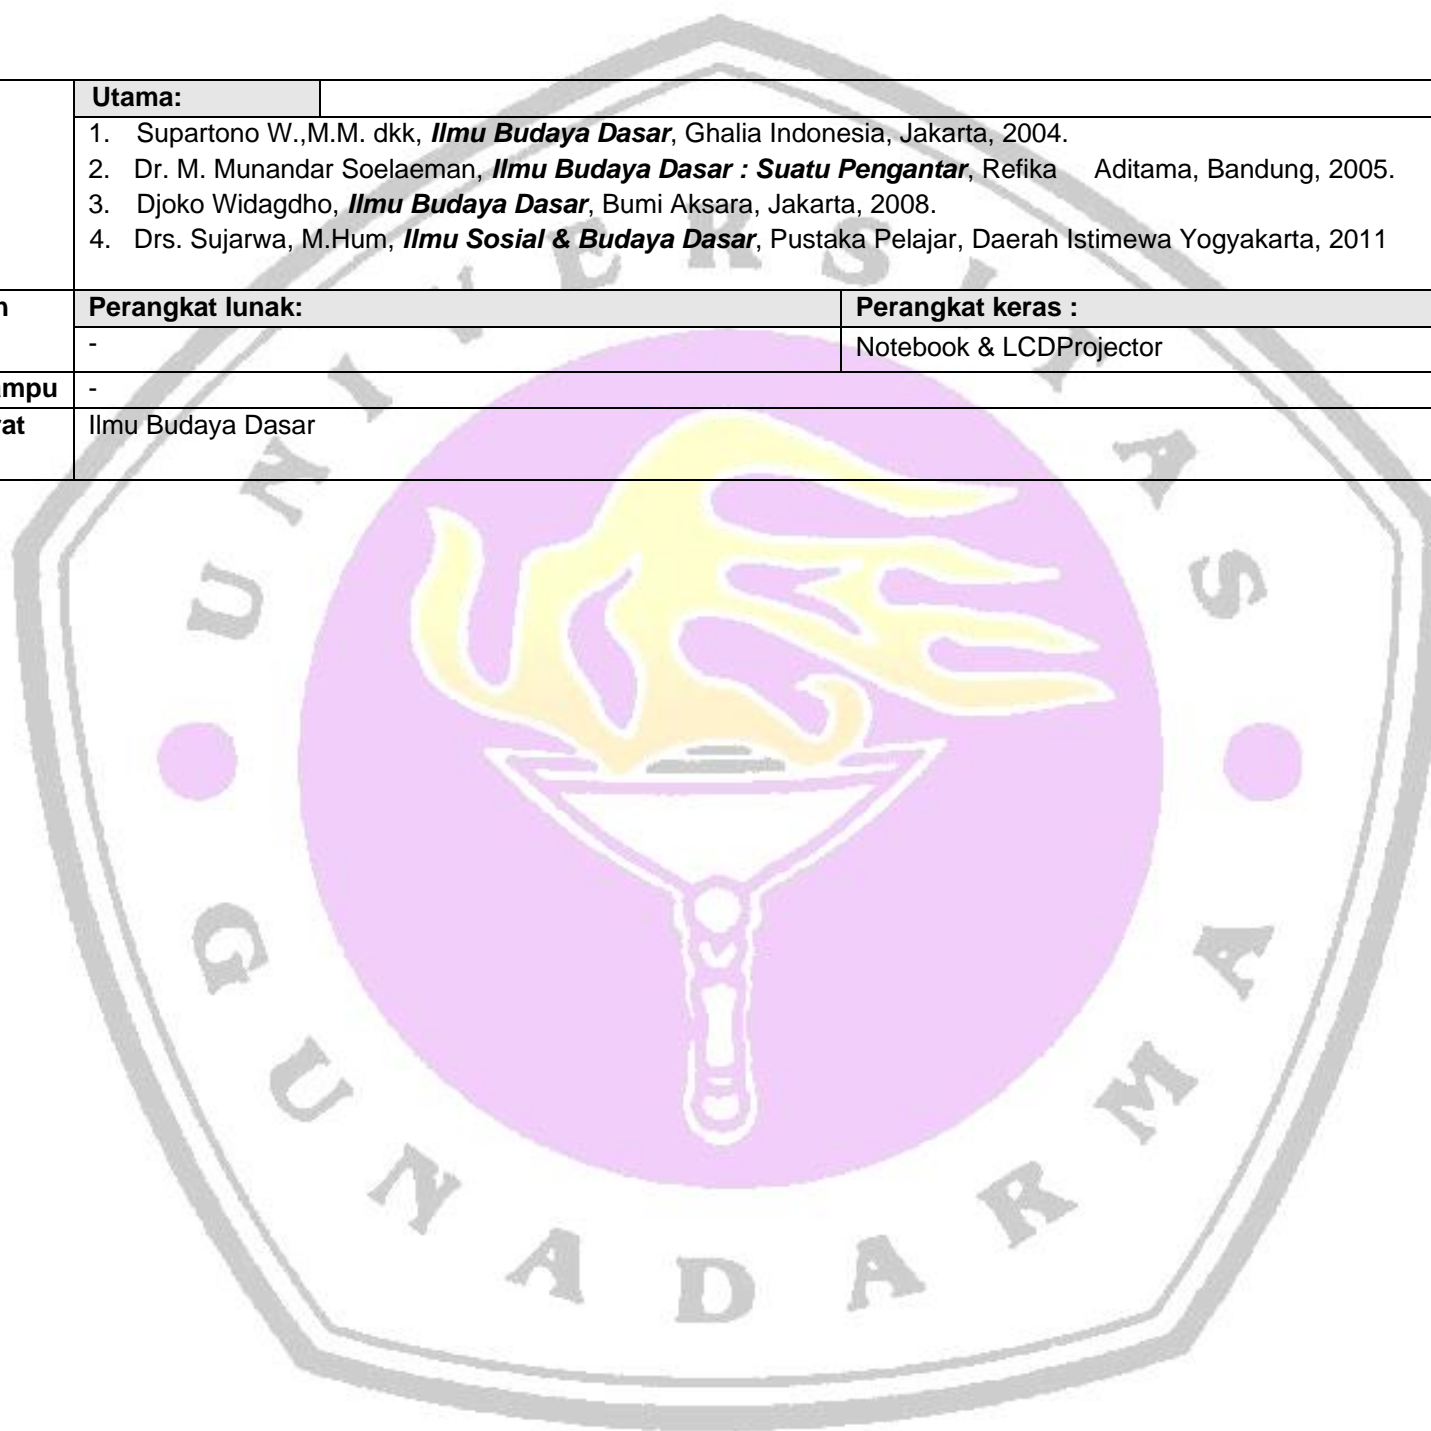 Utama:
1. Supartono W.,M.M. dkk, Ilmu Budaya Dasar, Ghalia Indonesia, Jakarta, 2004.
2. Dr. M. Munandar Soelaeman, Ilmu Budaya Dasar : Suatu Pengantar, Refika Aditama, Bandung, 2005.
3. Djoko Widagdho, Ilmu Budaya Dasar, Bumi Aksara, Jakarta, 2008.
4. Drs. Sujarwa, M.Hum, Ilmu Sosial & Budaya Dasar, Pustaka Pelajar, Daerah Istimewa Yogyakarta, 2011
Perangkat lunak: Perangkat keras :
- Notebook & LCDProjector
ampu -
at Ilmu Budaya Dasar
UNIVERSITAS
GUNADARMA